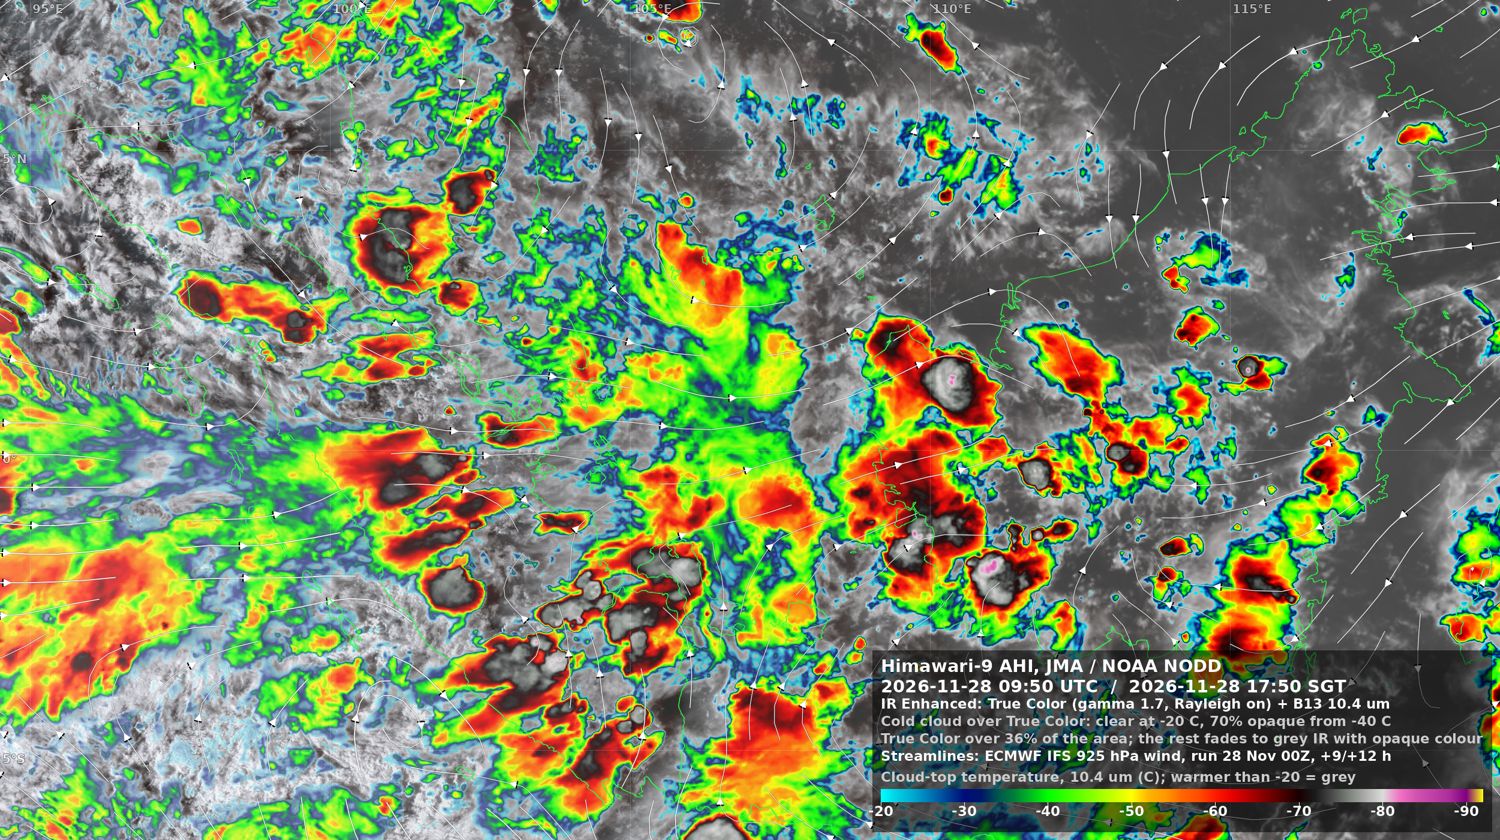 95°E 100°E 105°E 110°E 115°E
5°N
0°
5°S
Himawari-9 AHI, JMA / NOAA NODD
2026-11-28 09:50 UTC / 2026-11-28 17:50 SGT
IR Enhanced: True Color (gamma 1.7, Rayleigh on) + B13 10.4 um
Cold cloud over True Color: clear at -20 C, 70% opaque from -40 C
True Color over 36% of the area; the rest fades to grey IR with opaque colour
Streamlines: ECMWF IFS 925 hPa wind, run 28 Nov 00Z, +9/+12 h
Cloud-top temperature, 10.4 um (C); warmer than -20 = grey
-20 -30 -40 -50 -60 -70 -80 -90